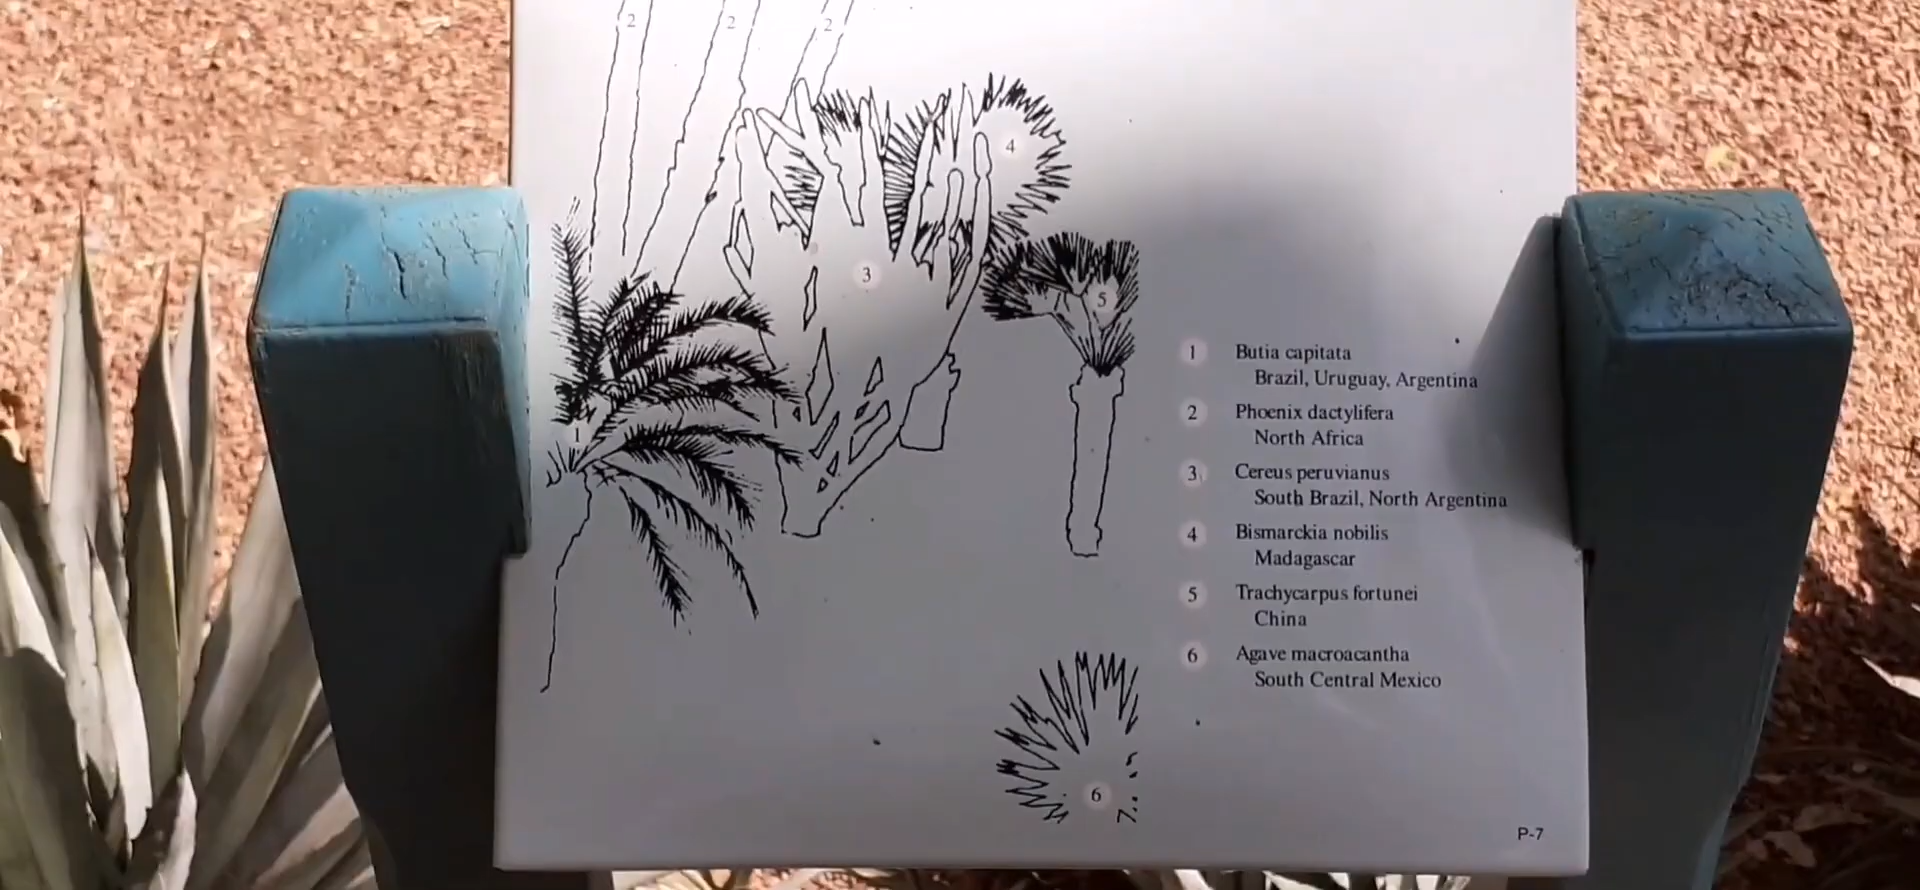 2 2 2
4
3
5
1
6
1 Butia capitata
Brazil, Uruguay, Argentina
2 Phoenix dactylifera
North Africa
3 Cereus peruvianus
South Brazil, North Argentina
4 Bismarckia nobilis
Madagascar
5 Trachycarpus fortunei
China
6 Agave macroacantha
South Central Mexico
P-7